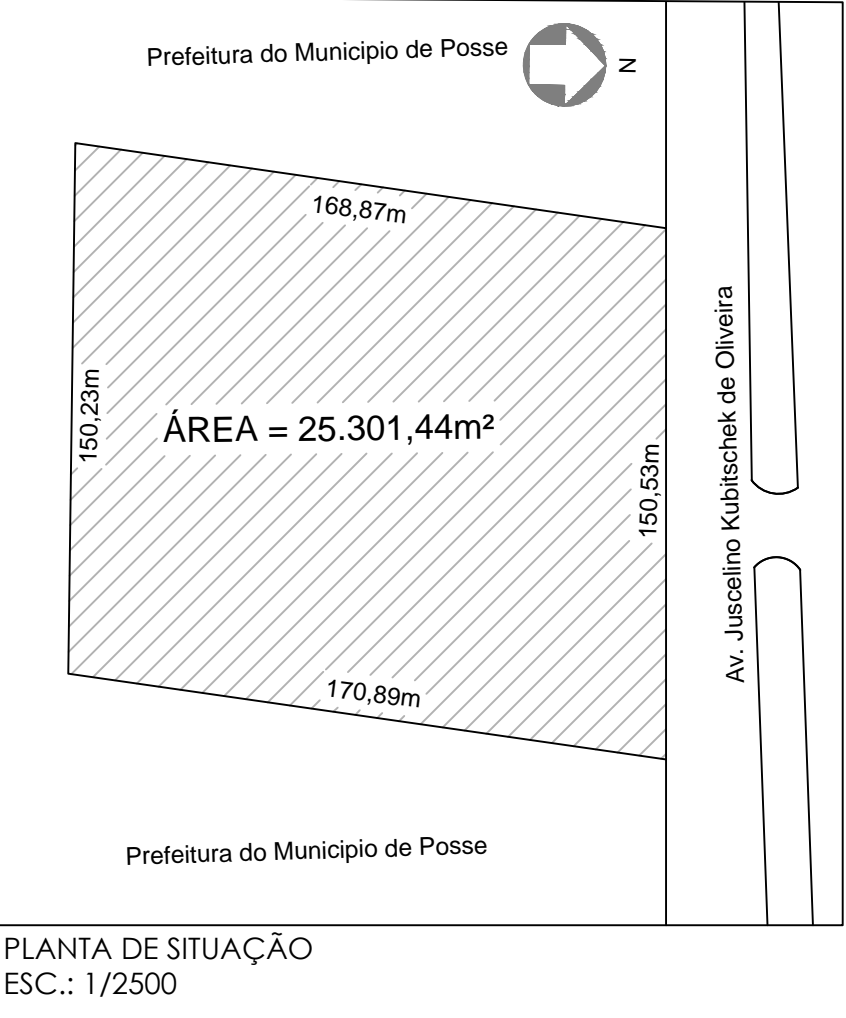 Prefeitura do Municipio de Posse
N
168,87m
150,23m
ÁREA = 25.301,44m²
150,53m
Av. Juscelino Kubitschek de Oliveira
170,89m
Prefeitura do Municipio de Posse
PLANTA DE SITUAÇÃO
ESC.: 1/2500